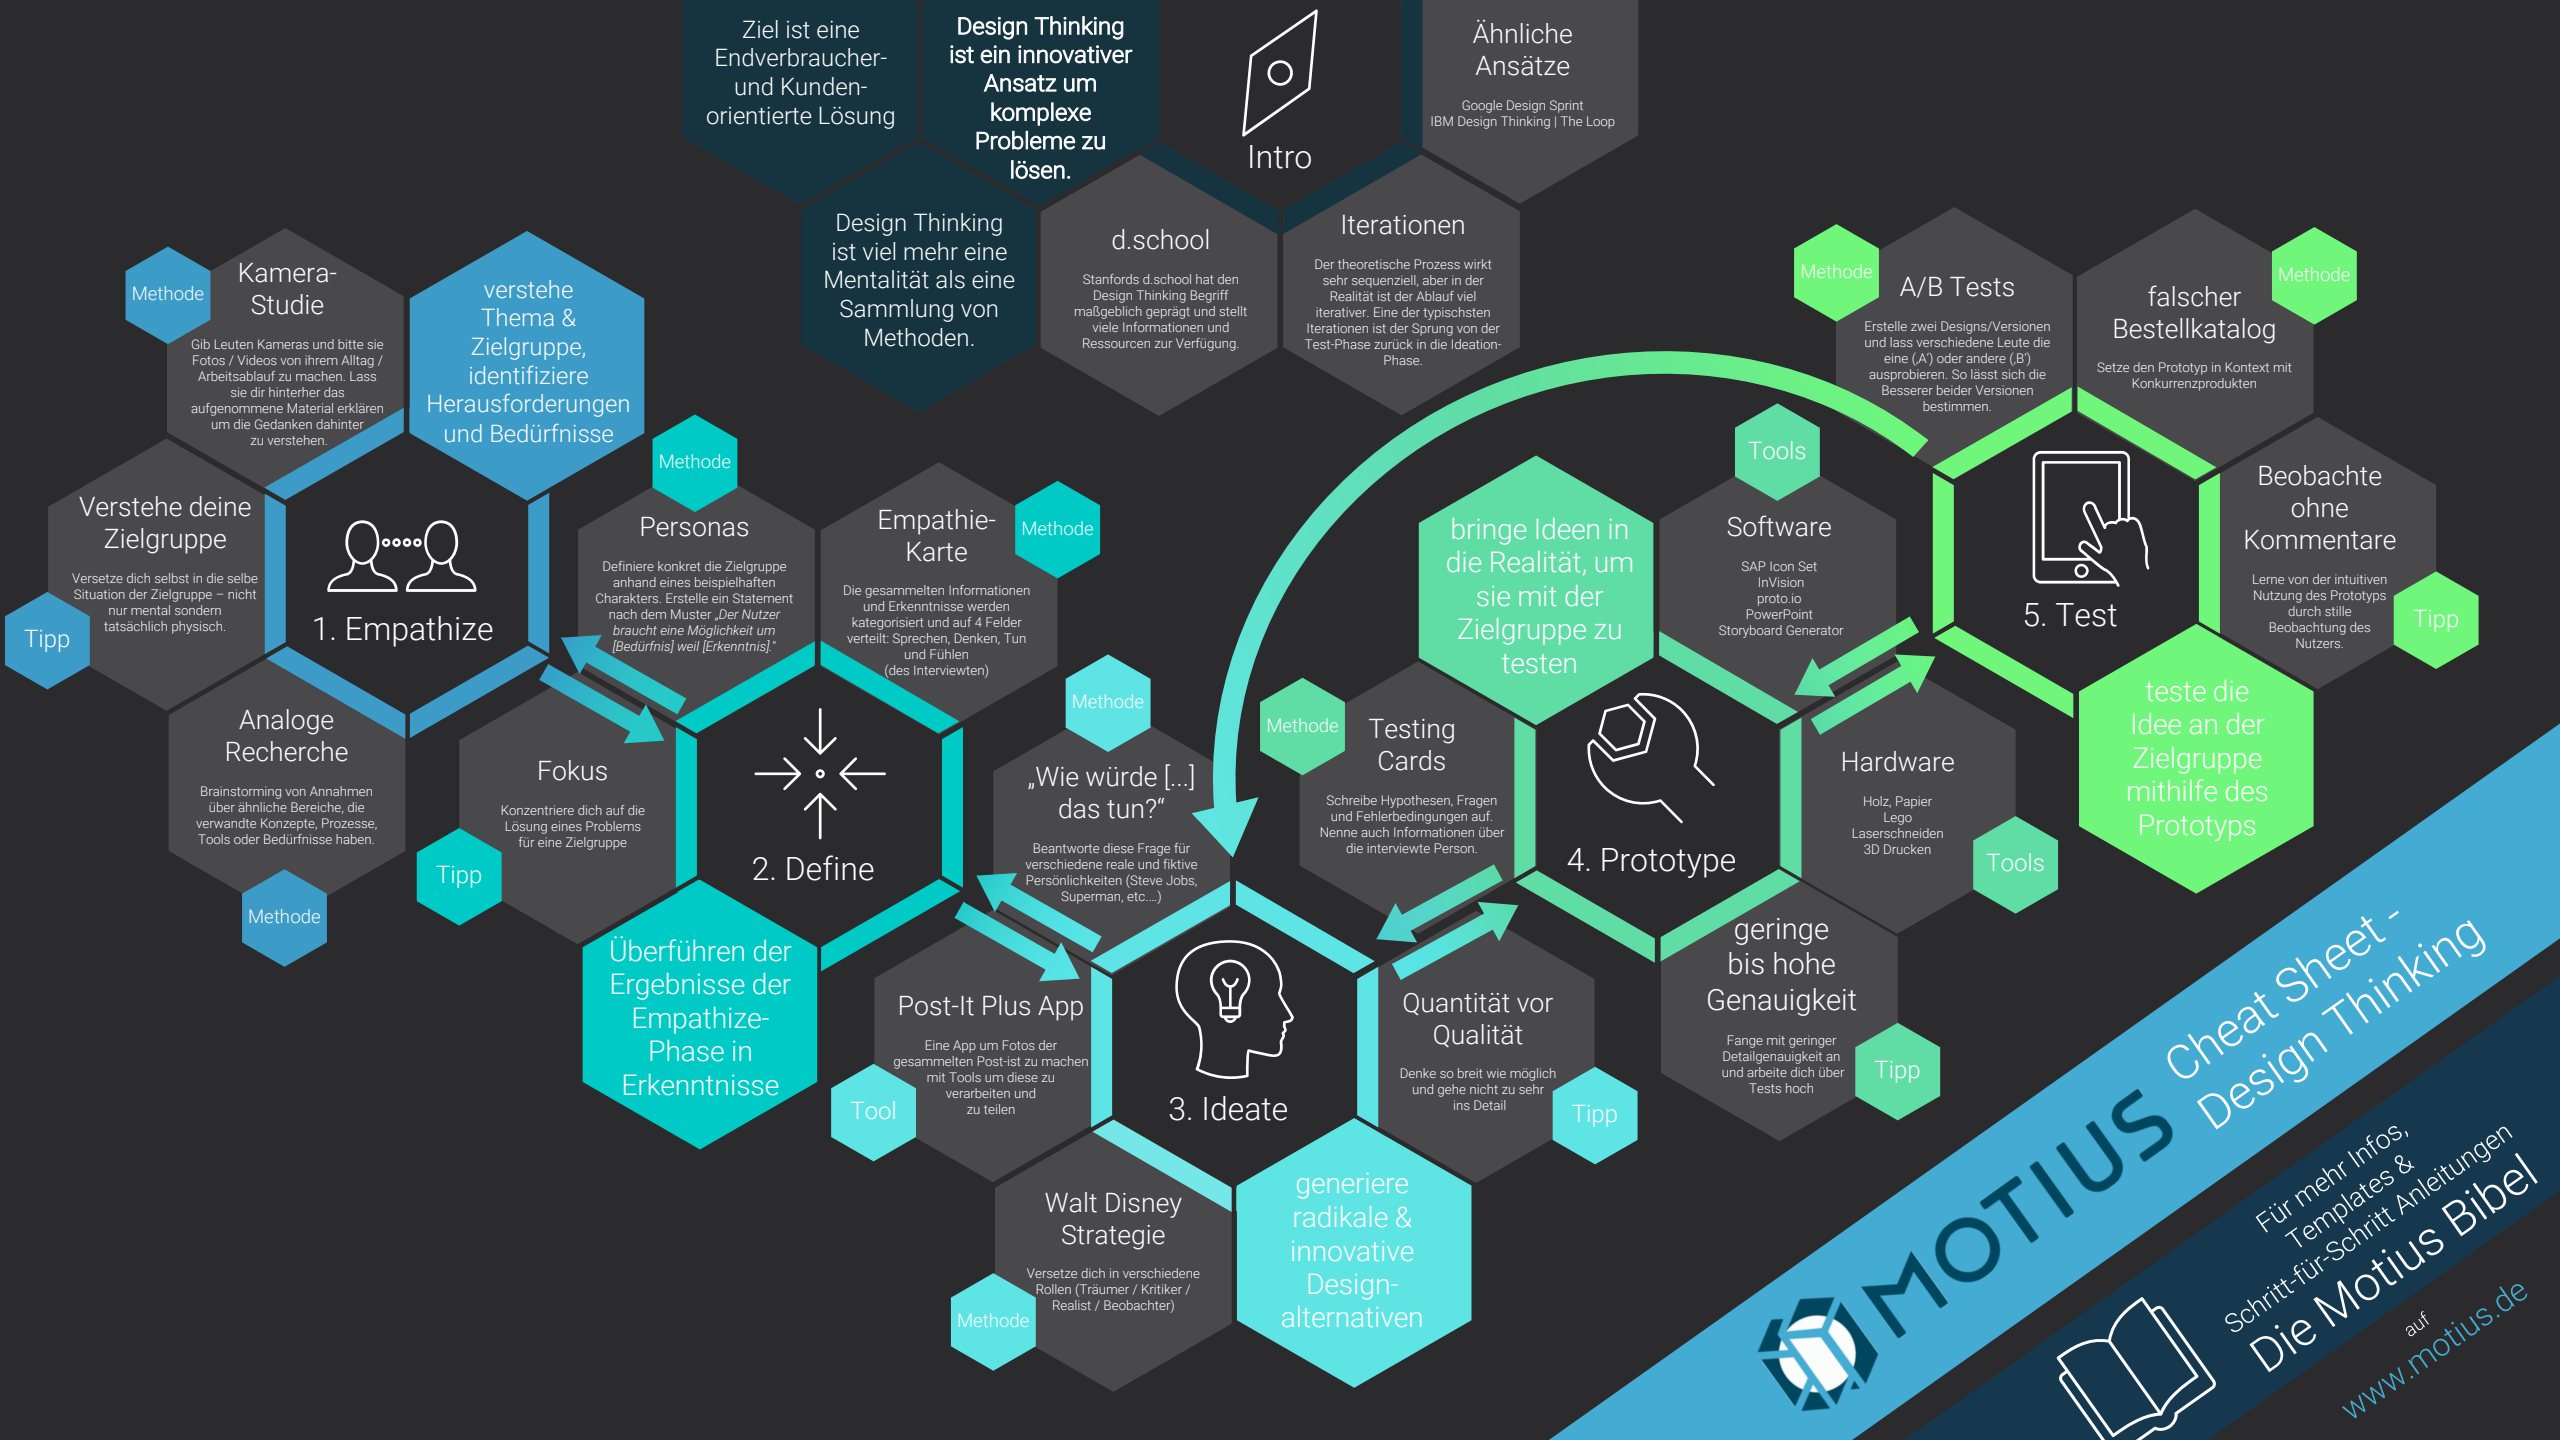 Ziel ist eine
Endverbraucher-
und Kunden-
orientierte Lösung
Design Thinking
ist ein innovativer
Ansatz um
komplexe
Probleme zu
lösen.
Intro
Ähnliche
Ansätze
Google Design Sprint
IBM Design Thinking | The Loop
Design Thinking
ist viel mehr eine
Mentalität als eine
Sammlung von
Methoden.
d.school
Stanfords d.school hat den
Design Thinking Begriff
maßgeblich geprägt und stellt
viele Informationen und
Ressourcen zur Verfügung.
Iterationen
Der theoretische Prozess wirkt
sehr sequenziell, aber in der
Realität ist der Ablauf viel
iterativer. Eine der typischsten
Iterationen ist der Sprung von der
Test-Phase zurück in die Ideation-
Phase.
Methode
Kamera-
Studie
Gib Leuten Kameras und bitte sie
Fotos / Videos von ihrem Alltag /
Arbeitsablauf zu machen. Lass
sie dir hinterher das
aufgenommene Material erklären
um die Gedanken dahinter
zu verstehen.
verstehe
Thema &
Zielgruppe,
identifiziere
Herausforderungen
und Bedürfnisse
Verstehe deine
Zielgruppe
Versetze dich selbst in die selbe
Situation der Zielgruppe – nicht
nur mental sondern
tatsächlich physisch.
Tipp
1. Empathize
Analoge
Recherche
Brainstorming von Annahmen
über ähnliche Bereiche, die
verwandte Konzepte, Prozesse,
Tools oder Bedürfnisse haben.
Methode
Methode
Personas
Definiere konkret die Zielgruppe
anhand eines beispielhaften
Charakters. Erstelle ein Statement
nach dem Muster „Der Nutzer
braucht eine Möglichkeit um
[Bedürfnis] weil [Erkenntnis]."
Empathie-
Karte
Methode
Die gesammelten Informationen
und Erkenntnisse werden
kategorisiert und auf 4 Felder
verteilt: Sprechen, Denken, Tun
und Fühlen
(des Interviewten)
Fokus
Konzentriere dich auf die
Lösung eines Problems
für eine Zielgruppe
Tipp
2. Define
Überführen der
Ergebnisse der
Empathize-
Phase in
Erkenntnisse
Methode
„Wie würde [...]
das tun?“
Beantworte diese Frage für
verschiedene reale und fiktive
Persönlichkeiten (Steve Jobs,
Superman, etc....)
Post-It Plus App
Eine App um Fotos der
gesammelten Post-ist zu machen
mit Tools um diese zu
verarbeiten und
zu teilen
Tool
3. Ideate
Quantität vor
Qualität
Denke so breit wie möglich
und gehe nicht zu sehr
ins Detail
Tipp
Walt Disney
Strategie
Versetze dich in verschiedene
Rollen (Träumer / Kritiker /
Realist / Beobachter)
Methode
generiere
radikale &
innovative
Design-
alternativen
bringe Ideen in
die Realität, um
sie mit der
Zielgruppe zu
testen
Tools
Software
SAP Icon Set
InVision
proto.io
PowerPoint
Storyboard Generator
Methode
Testing
Cards
Schreibe Hypothesen, Fragen
und Fehlerbedingungen auf.
Nenne auch Informationen über
die interviewte Person.
4. Prototype
Hardware
Holz, Papier
Lego
Laserschneiden
3D Drucken
Tools
geringe
bis hohe
Genauigkeit
Fange mit geringer
Detailgenauigkeit an
und arbeite dich über
Tests hoch
Tipp
Methode
A/B Tests
Erstelle zwei Designs/Versionen
und lass verschiedene Leute die
eine (‚A‘) oder andere (‚B‘)
ausprobieren. So lässt sich die
Besserer beider Versionen
bestimmen.
falscher
Bestellkatalog
Methode
Setze den Prototyp in Kontext mit
Konkurrenzprodukten
5. Test
Beobachte
ohne
Kommentare
Lerne von der intuitiven
Nutzung des Prototyps
durch stille
Beobachtung des
Nutzers.
Tipp
teste die
Idee an der
Zielgruppe
mithilfe des
Prototyps
MOTIUS
Cheat Sheet -
Design Thinking
Für mehr Infos,
Templates &
Schritt-für-Schritt Anleitungen
Die Motius Bibel
auf
www.motius.de